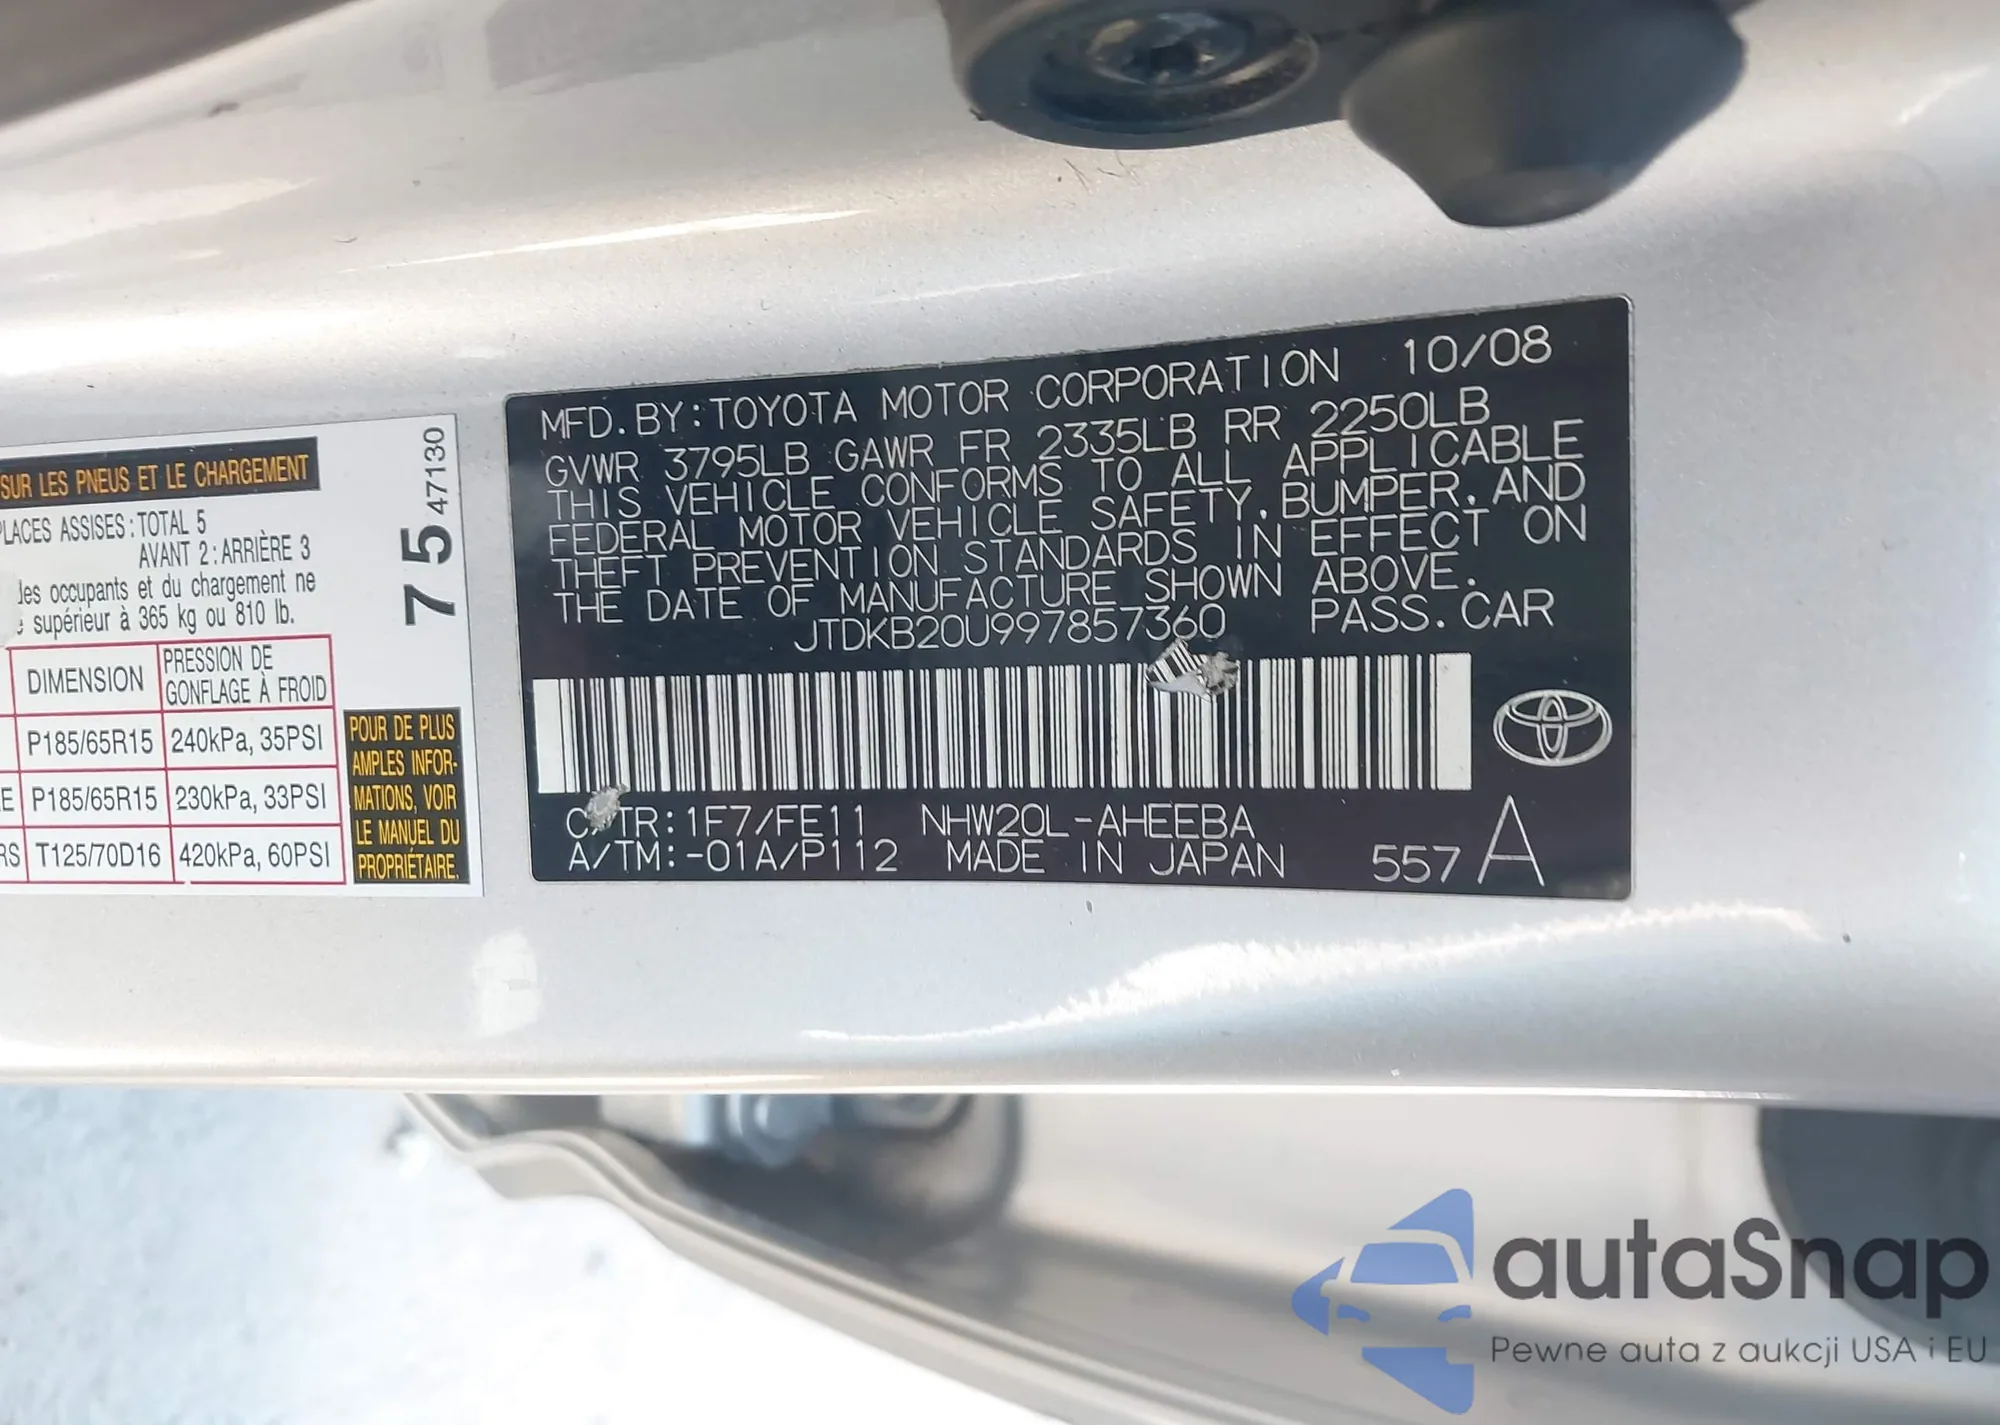 SUR LES PNEUS ET LE CHARGEMENT
PLACES ASSISES : TOTAL 5
AVANT 2 : ARRIÈRE 3
des occupants et du chargement ne
supérieur à 365 kg ou 810 lb.
DIMENSION
PRESSION DE
GONFLAGE À FROID
P185/65R15 240kPa, 35PSI
P185/65R15 230kPa, 33PSI
T125/70D16 420kPa, 60PSI
75
47130
POUR DE PLUS
AMPLES INFOR-
MATIONS, VOIR
LE MANUEL DU
PROPRIÉTAIRE.
MFD. BY: TOYOTA MOTOR CORPORATION 10/08
GVWR 3795LB GAWR FR 2335LB RR 2250LB
THIS VEHICLE CONFORMS TO ALL APPLICABLE
FEDERAL MOTOR VEHICLE SAFETY, BUMPER, AND
THEFT PREVENTION STANDARDS IN EFFECT ON
THE DATE OF MANUFACTURE SHOWN ABOVE.
JTDKB20U997857360 PASS. CAR
C/TR: 1F7/FE11 NHW20L-AHEEBA
A/TM: -01A/P112 MADE IN JAPAN 557 A
autaSnap
Pewne auta z aukcji USA i EU